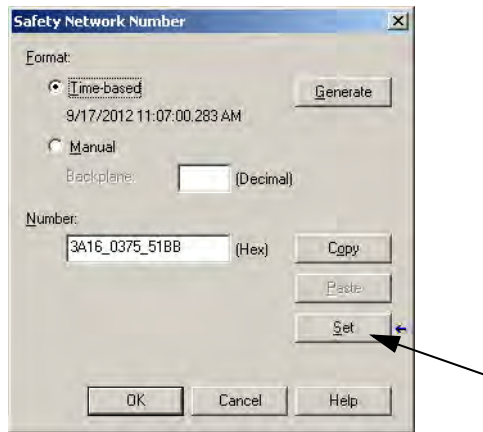 Safety Network Number
Format:
Time-based
Generate
9/17/2012 11:07:00.283 AM
Manual
Backplane:
(Decimal)
Number:
3A16_0375_51BB
(Hex)
Copy
Paste
Set
OK
Cancel
Help